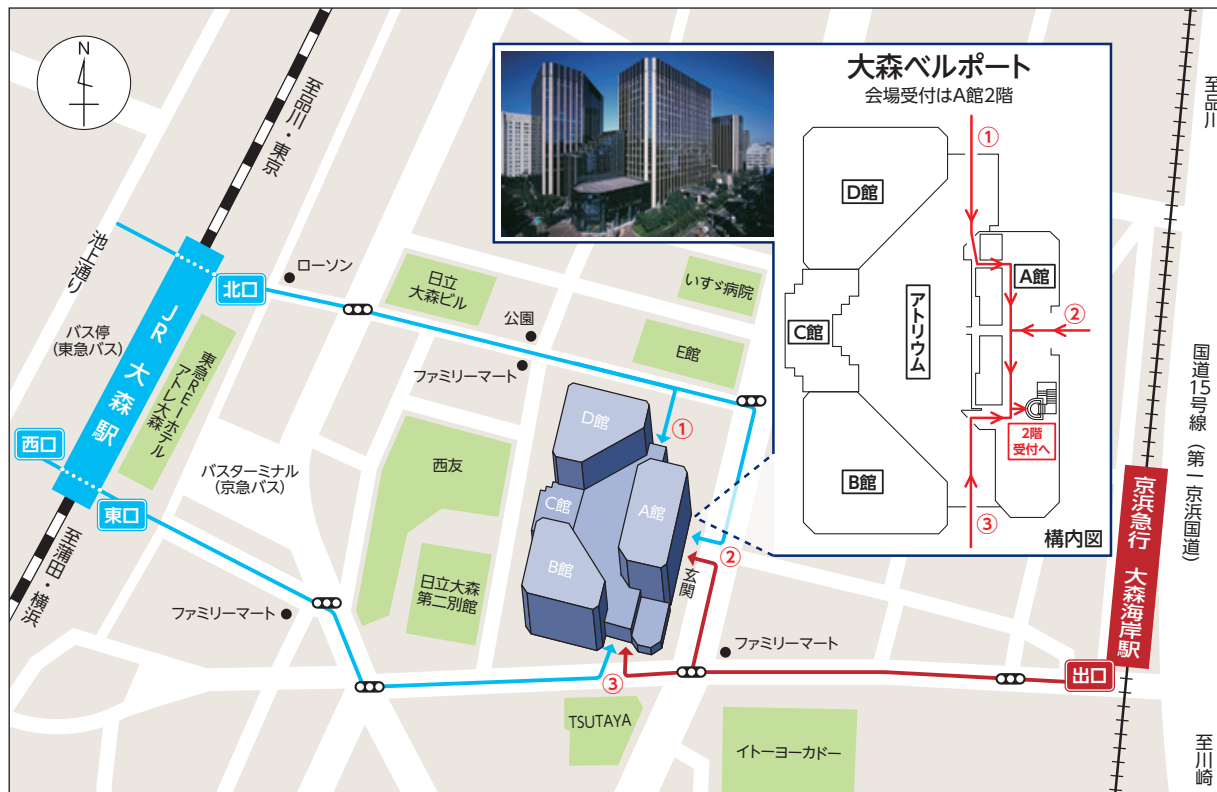 N
至品川・東京
池上通り
バス停
(東急バス)
JR 大森駅
北口
ローソン
日立
大森ビル
公園
ファミリーマート
いすゞ病院
E館
東急REIホテル
アトレ大森
西口
東口
バスターミナル
(京急バス)
至蒲田・横浜
ファミリーマート
西友
日立大森
第二別館
D館
C館
B館
A館
①
②
③
玄関
ファミリーマート
TSUTAYA
イトーヨーカドー
出口
京浜急行 大森海岸駅
国道15号線(第一京浜国道)
至品川
至川崎
大森ベルポート
会場受付はA館2階
①
D館
A館
②
C館
アトリウム
2階
受付へ
B館
③
構内図